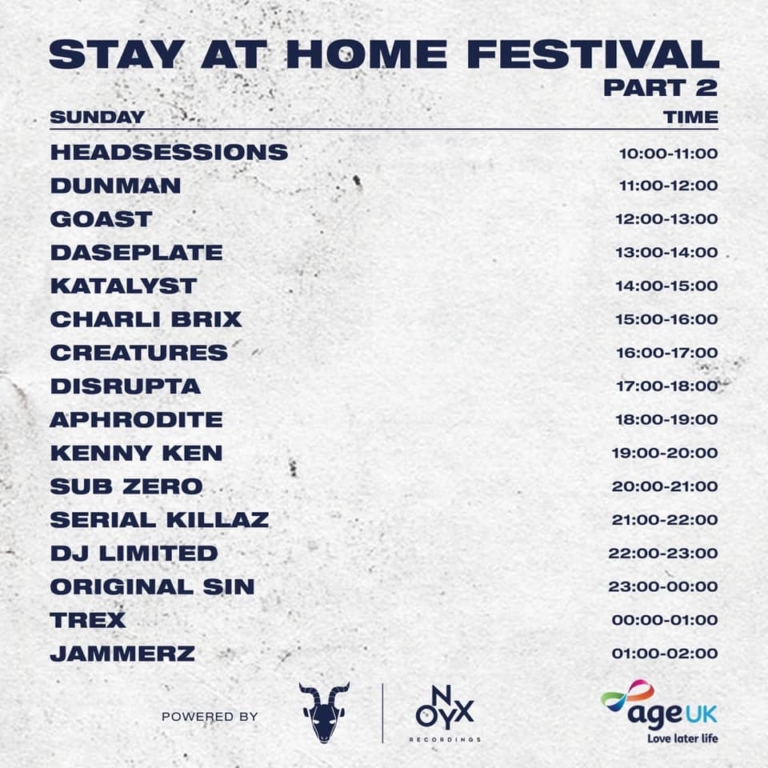 STAY AT HOME FESTIVAL
PART 2
SUNDAY TIME
HEADSESSIONS 10:00-11:00
DUNMAN 11:00-12:00
GOAST 12:00-13:00
DASEPLATE 13:00-14:00
KATALYST 14:00-15:00
CHARLI BRIX 15:00-16:00
CREATURES 16:00-17:00
DISRUPTA 17:00-18:00
APHRODITE 18:00-19:00
KENNY KEN 19:00-20:00
SUB ZERO 20:00-21:00
SERIAL KILLAZ 21:00-22:00
DJ LIMITED 22:00-23:00
ORIGINAL SIN 23:00-00:00
TREX 00:00-01:00
JAMMERZ 01:00-02:00
POWERED BY
ONYX
RECORDINGS
ageUK
Love later life